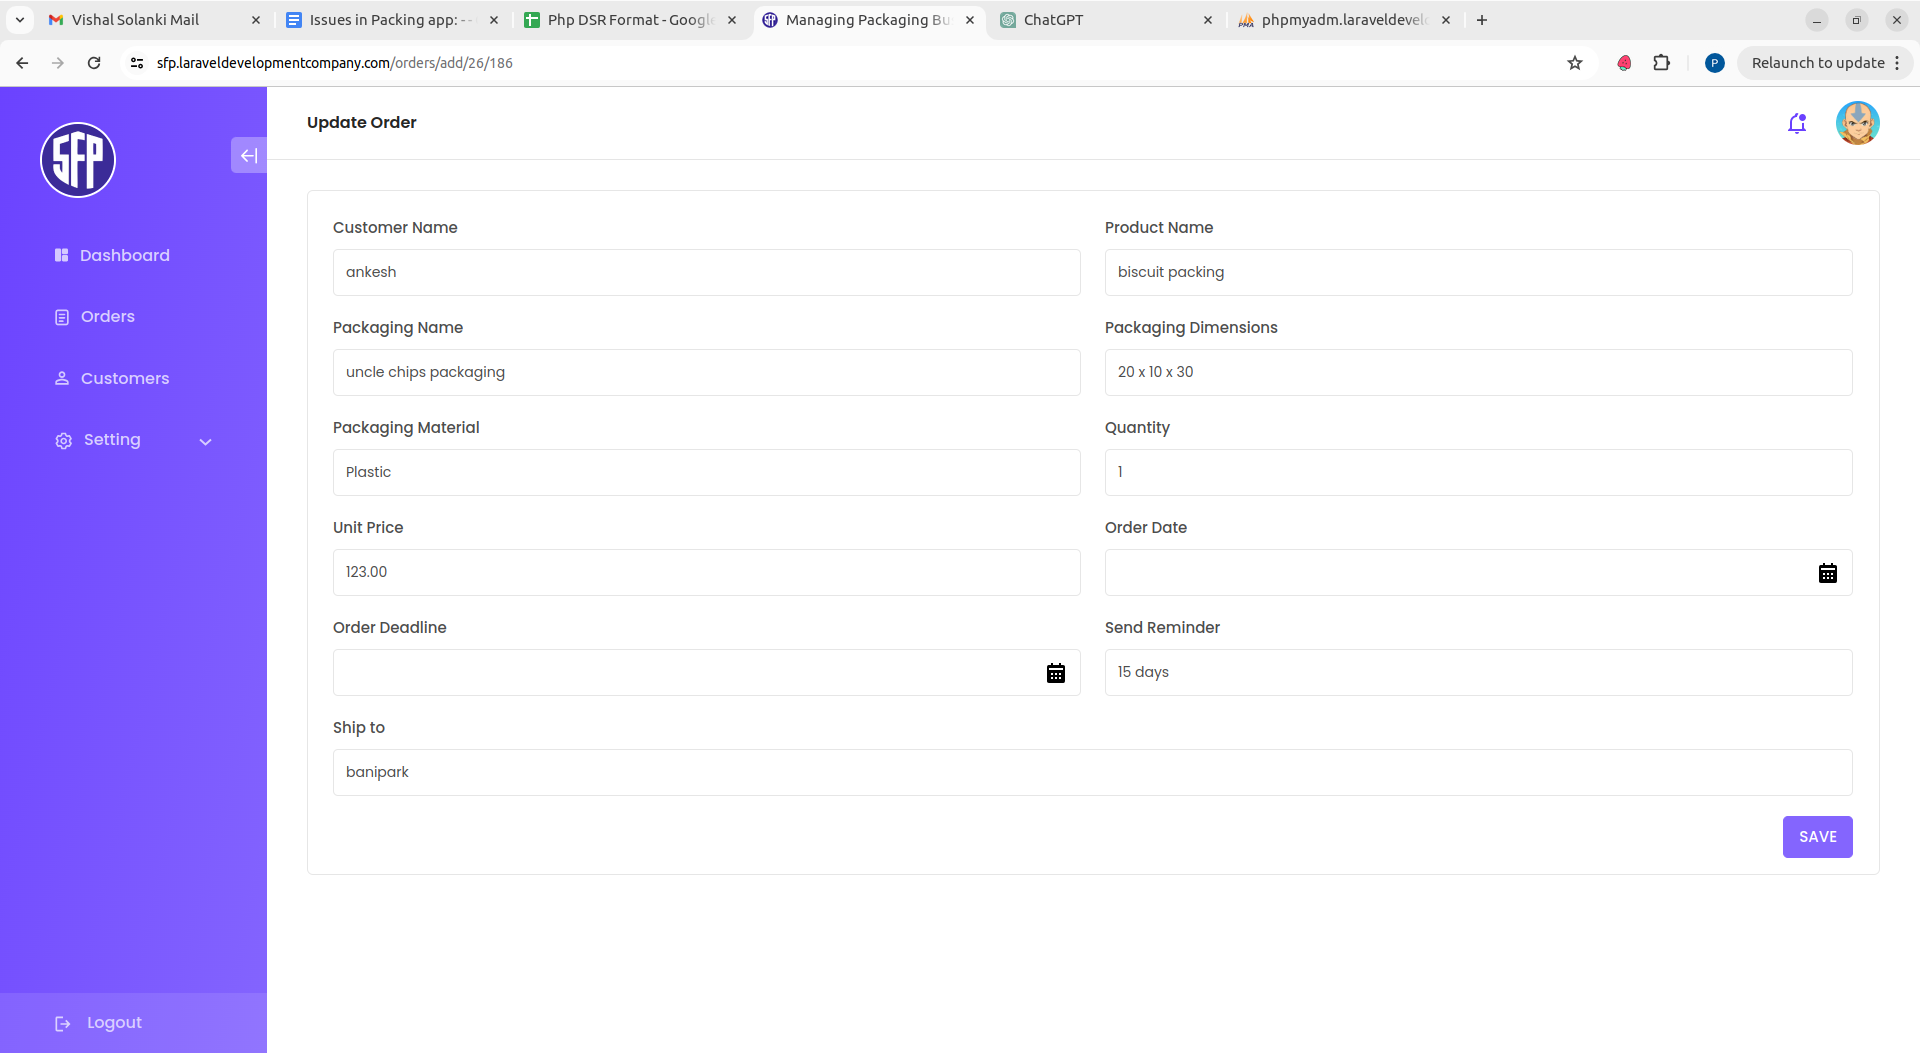 Vishal Solanki Mail
Issues in Packing app: - -
Php DSR Format - Google
Managing Packaging Bu
ChatGPT
phpmyadm.laraveldevel
sfp.laraveldevelopmentcompany.com/orders/add/26/186
P
Relaunch to update
SFP
Update Order
Dashboard
Orders
Customers
Setting
Logout
Customer Name
ankesh
Product Name
biscuit packing
Packaging Name
uncle chips packaging
Packaging Dimensions
20 x 10 x 30
Packaging Material
Plastic
Quantity
1
Unit Price
123.00
Order Date
Order Deadline
Send Reminder
15 days
Ship to
banipark
SAVE